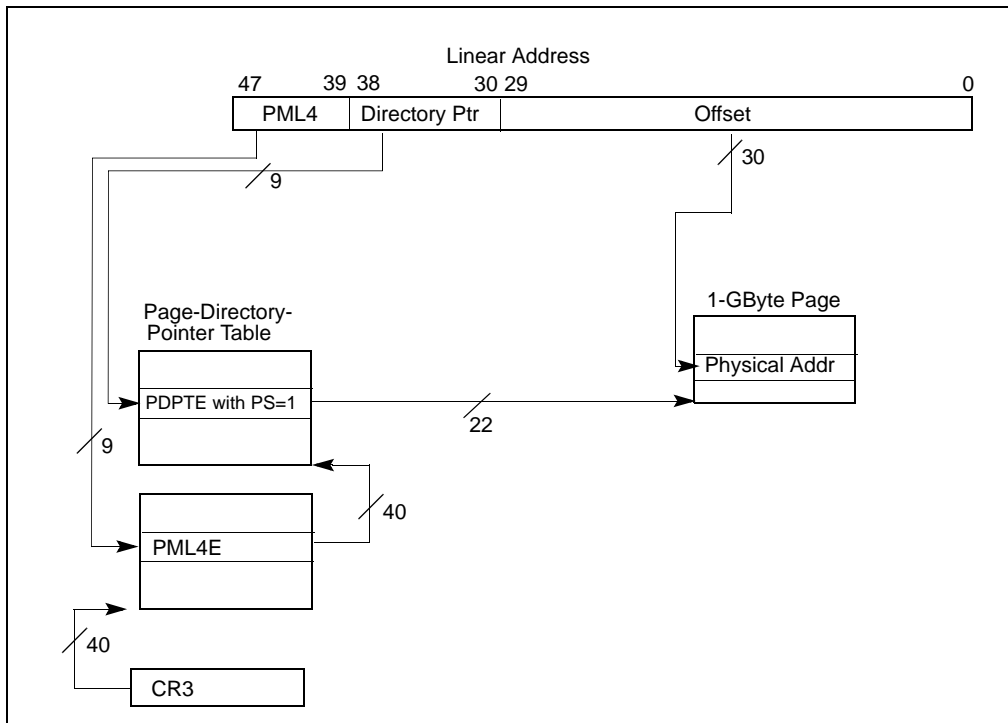 Linear Address
47 39 38 30 29 0
PML4 Directory Ptr Offset
9
30
Page-Directory-
Pointer Table
1-GByte Page
Physical Addr
PDPTE with PS=1
22
9
40
PML4E
40
CR3